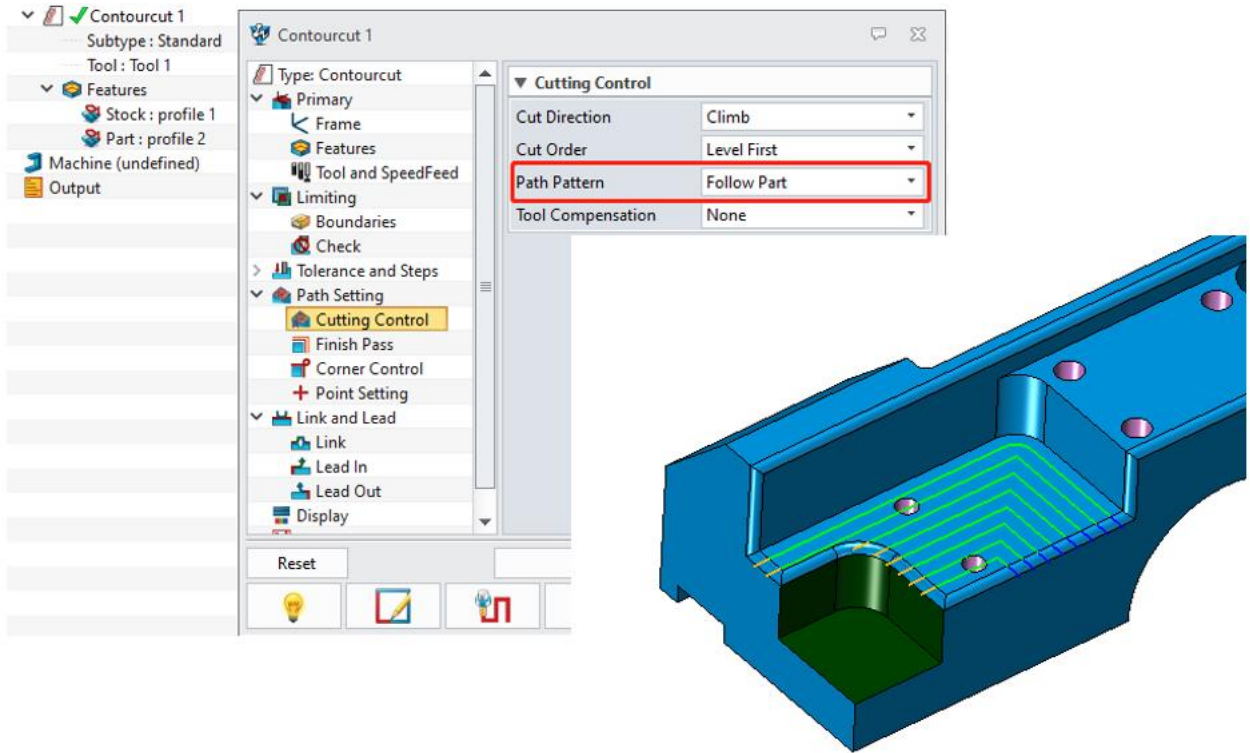 Contourcut 1
Subtype : Standard
Tool : Tool 1
Features
Stock : profile 1
Part : profile 2
Machine (undefined)
Output
Contourcut 1
Type: Contourcut
Primary
Frame
Features
Tool and SpeedFeed
Limiting
Boundaries
Check
Tolerance and Steps
Path Setting
Cutting Control
Finish Pass
Corner Control
Point Setting
Link and Lead
Link
Lead In
Lead Out
Display
Reset
Cutting Control
Cut Direction Climb
Cut Order Level First
Path Pattern Follow Part
Tool Compensation None